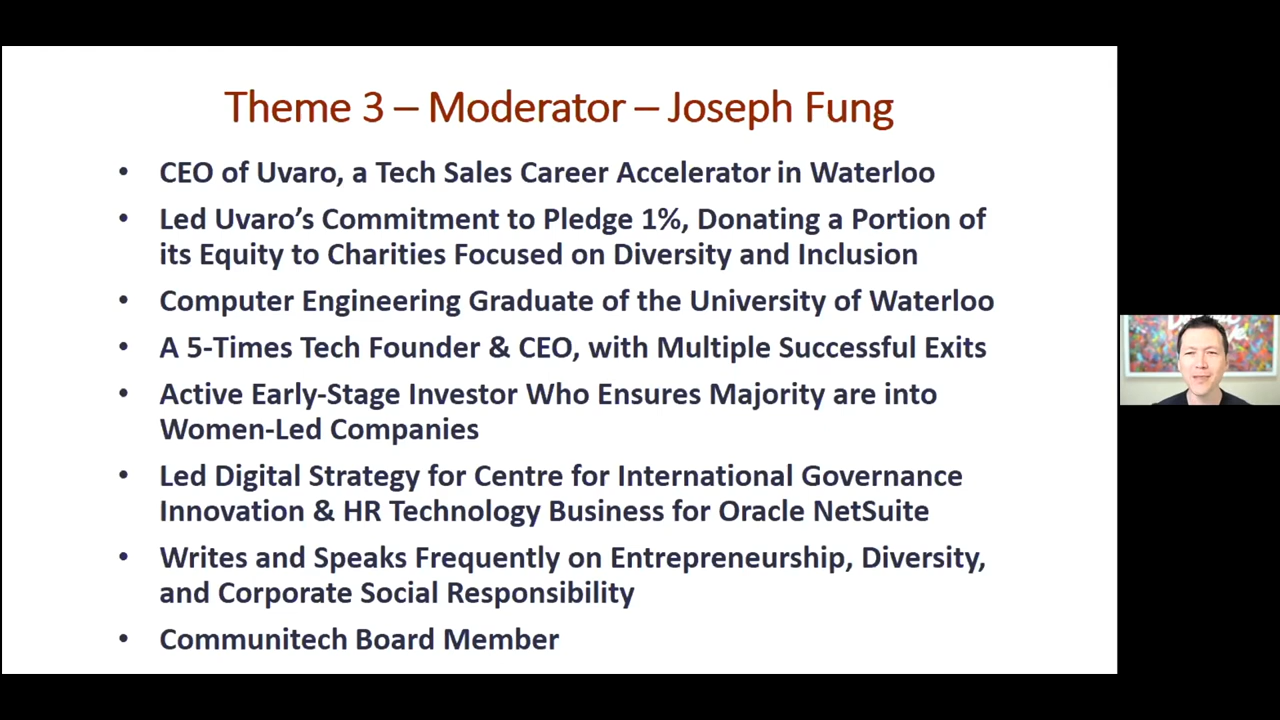 Theme 3 – Moderator – Joseph Fung
• CEO of Uvaro, a Tech Sales Career Accelerator in Waterloo
• Led Uvaro’s Commitment to Pledge 1%, Donating a Portion of
its Equity to Charities Focused on Diversity and Inclusion
• Computer Engineering Graduate of the University of Waterloo
• A 5-Times Tech Founder & CEO, with Multiple Successful Exits
• Active Early-Stage Investor Who Ensures Majority are into
Women-Led Companies
• Led Digital Strategy for Centre for International Governance
Innovation & HR Technology Business for Oracle NetSuite
• Writes and Speaks Frequently on Entrepreneurship, Diversity,
and Corporate Social Responsibility
• Communitech Board Member